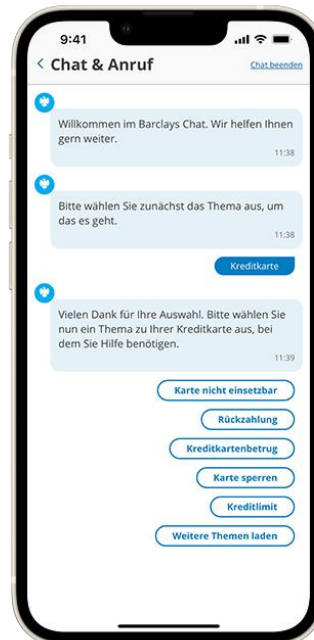 9:41
Chat & Anruf
Chat beenden
Willkommen im Barclays Chat. Wir helfen Ihnen
gern weiter.
11:38
Bitte wählen Sie zunächst das Thema aus, um
das es geht.
11:38
Kreditkarte
Vielen Dank für Ihre Auswahl. Bitte wählen Sie
nun ein Thema zu Ihrer Kreditkarte aus, bei
dem Sie Hilfe benötigen.
11:39
Karte nicht einsetzbar
Rückzahlung
Kreditkartenbetrug
Karte sperren
Kreditlimit
Weitere Themen laden